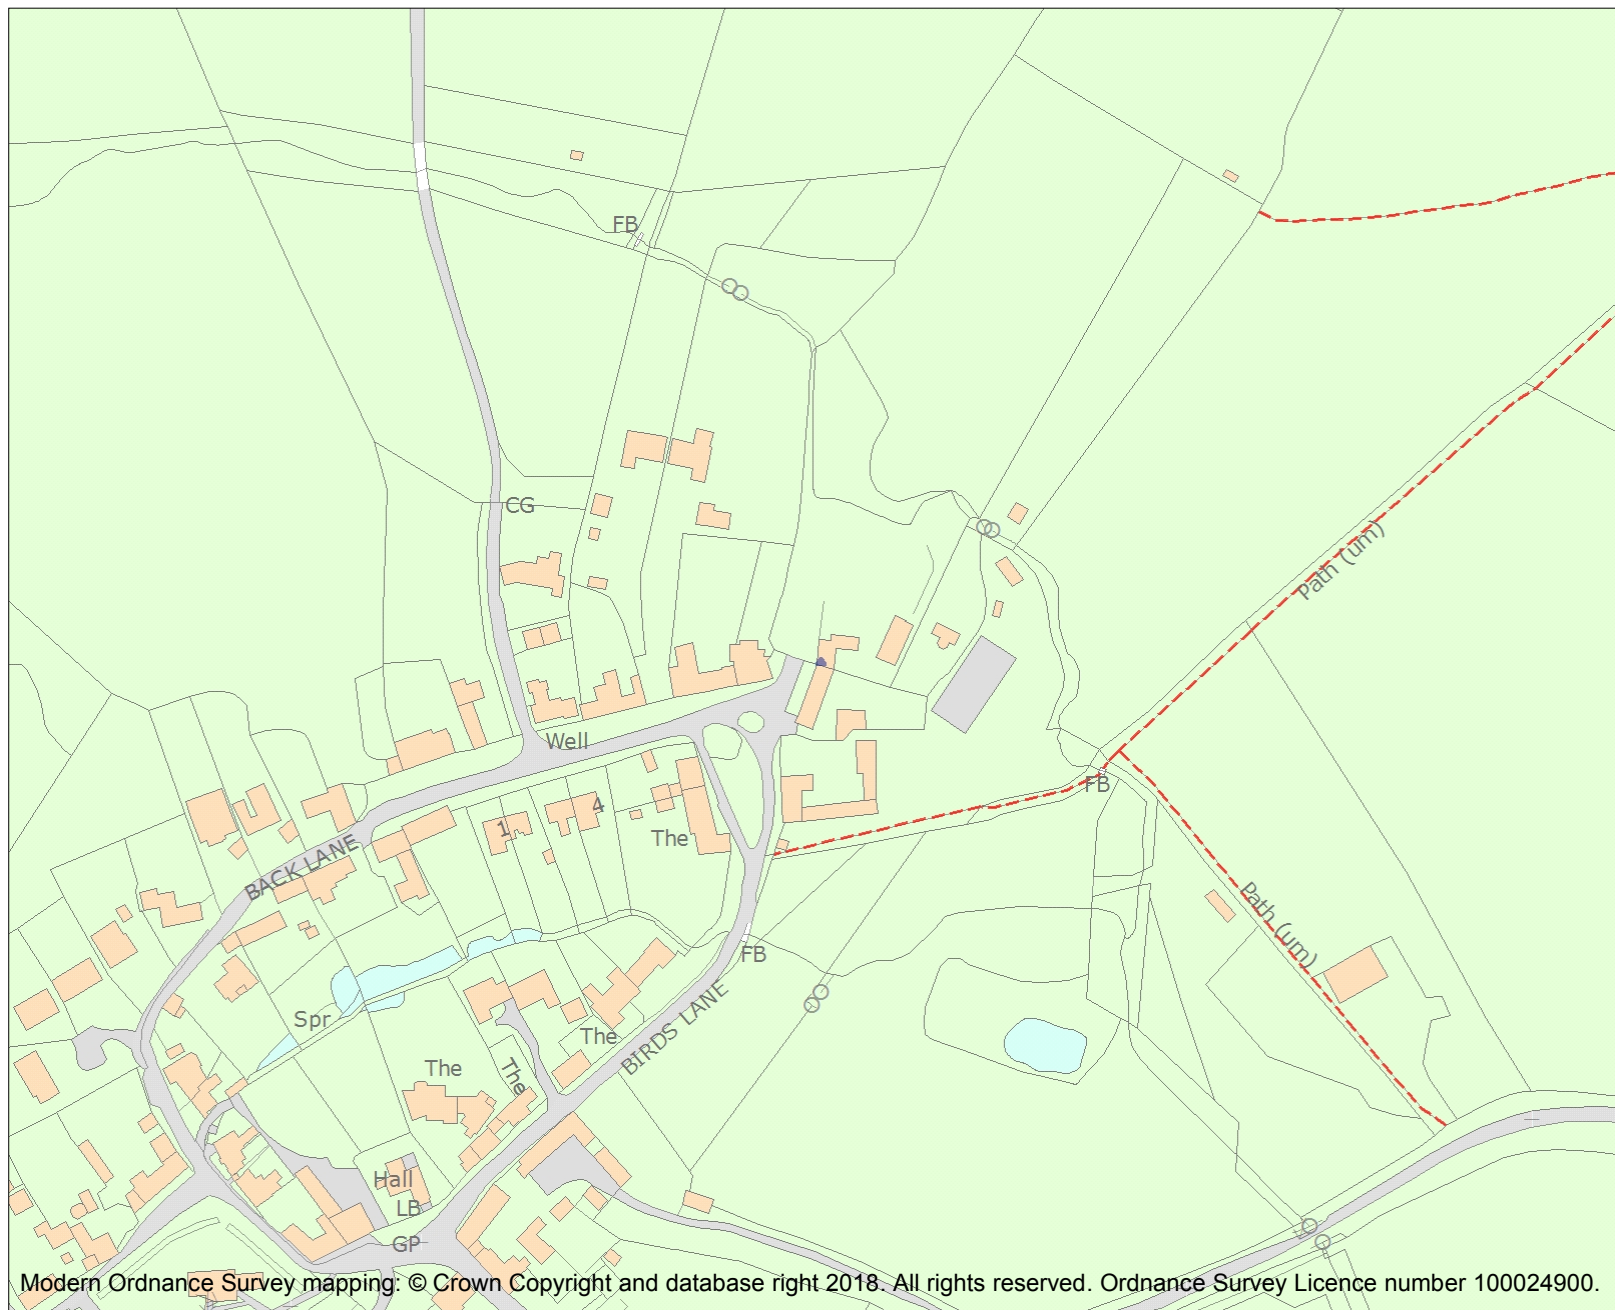 FB
CG
Path (um)
Well
FB
4
1
The
BACK LANE
Path (um)
FB
BIRDS LANE
Spr
The
The
The
Hall
LB
GP
Modern Ordnance Survey mapping: © Crown Copyright and database right 2018. All rights reserved. Ordnance Survey Licence number 100024900.